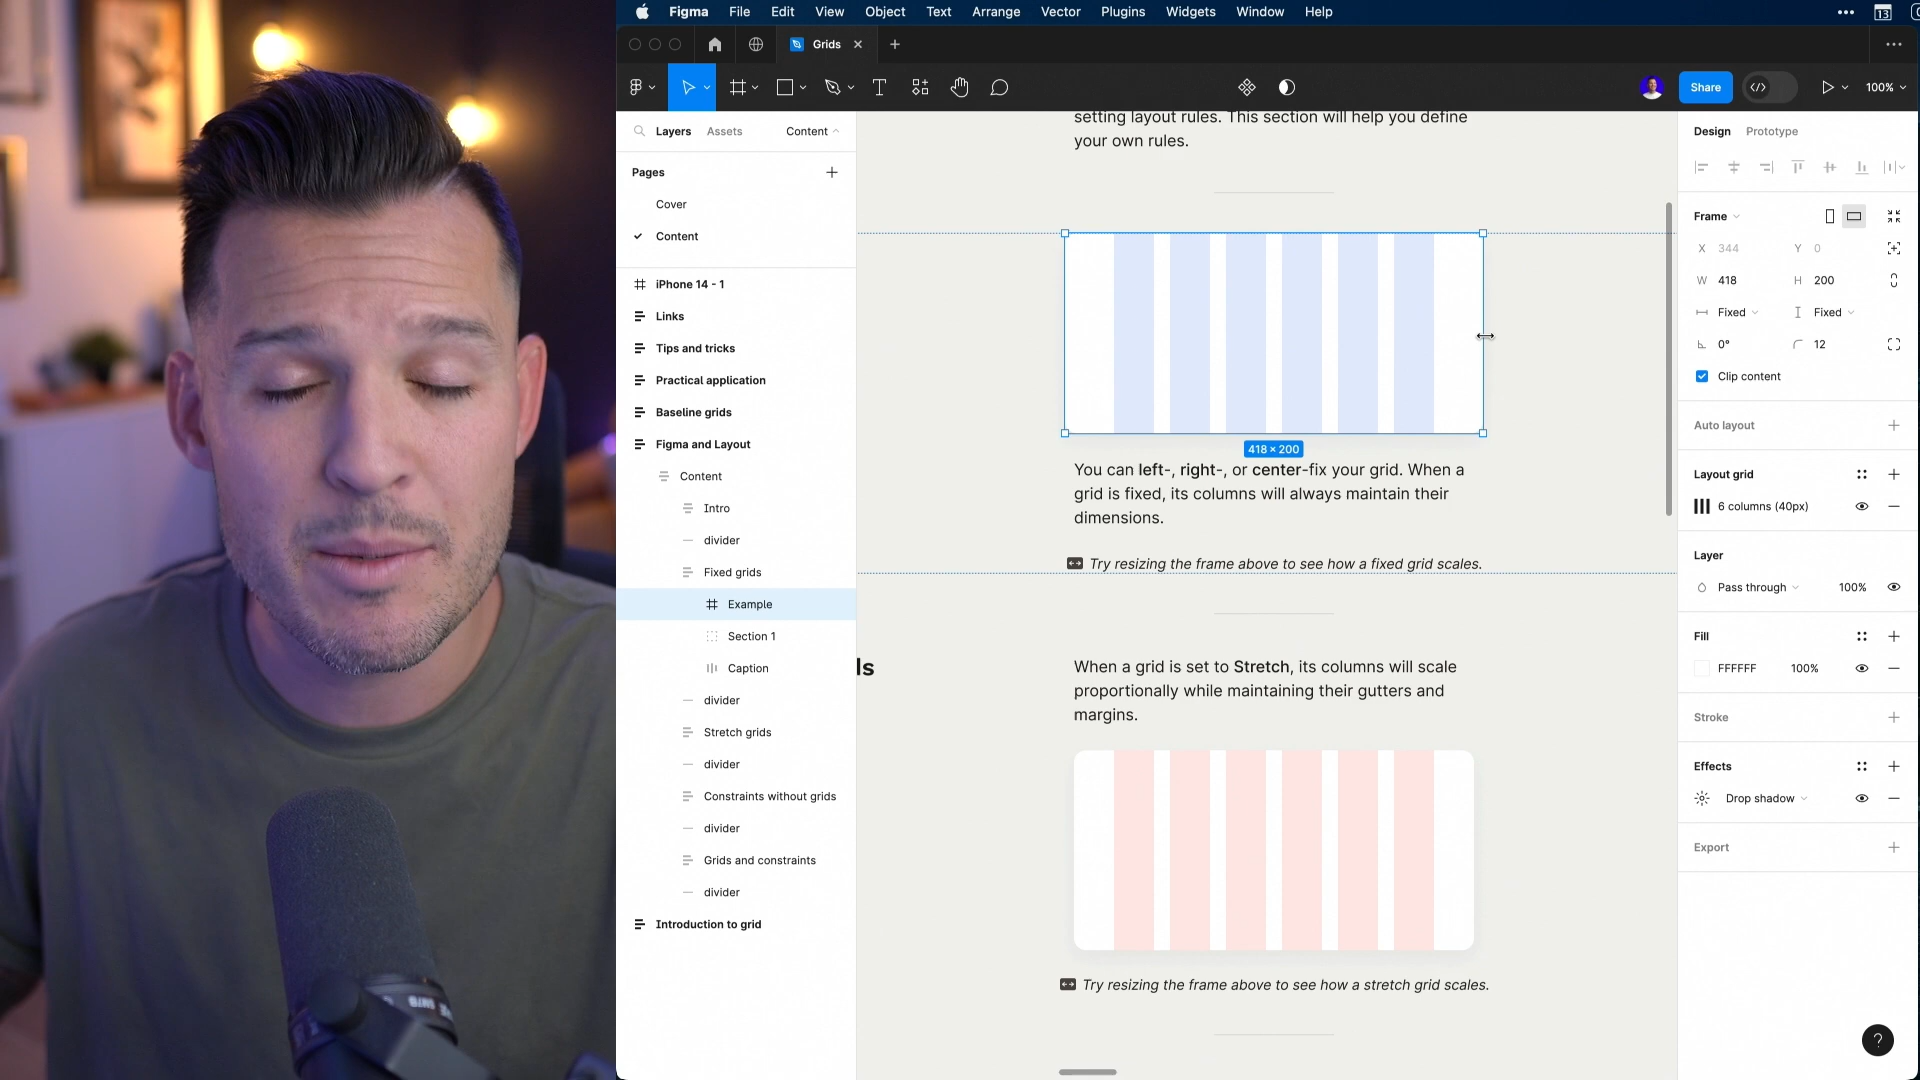 Figma File Edit View Object Text Arrange Vector Plugins Widgets Window Help
13
Grids
Share
100%
Layers Assets Content
Pages
Cover
Content
iPhone 14 - 1
Links
Tips and tricks
Practical application
Baseline grids
Figma and Layout
Content
Intro
divider
Fixed grids
Example
Section 1
Caption
divider
Stretch grids
divider
Constraints without grids
divider
Grids and constraints
divider
Introduction to grid
setting layout rules. This section will help you define
your own rules.
418 × 200
You can left-, right-, or center-fix your grid. When a
grid is fixed, its columns will always maintain their
dimensions.
Try resizing the frame above to see how a fixed grid scales.
ls
When a grid is set to Stretch, its columns will scale
proportionally while maintaining their gutters and
margins.
Try resizing the frame above to see how a stretch grid scales.
Design Prototype
Frame
X 344 Y 0
W 418 H 200
Fixed Fixed
0° 12
Clip content
Auto layout
Layout grid
6 columns (40px)
Layer
Pass through 100%
Fill
FFFFFF 100%
Stroke
Effects
Drop shadow
Export
?